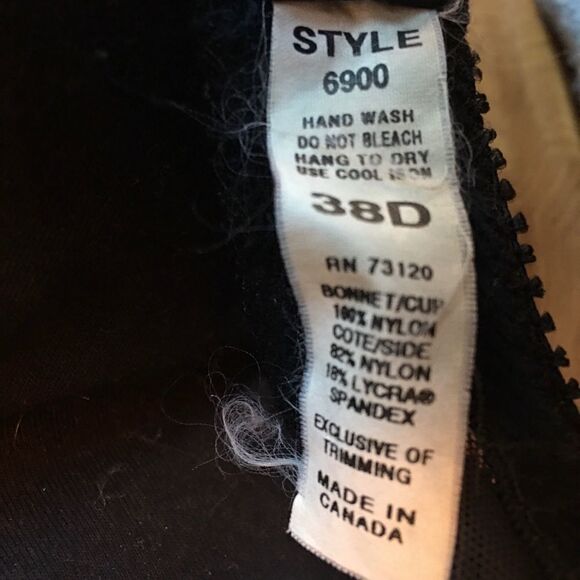 STYLE
6900
HAND WASH
DO NOT BLEACH
HANG TO DRY
USE COOL IRON
38D
RN 73120
BONNET/CUP
100% NYLON
COTE/SIDE
82% NYLON
18% LYCRA®
SPANDEX
EXCLUSIVE OF
TRIMMING
MADE IN
CANADA